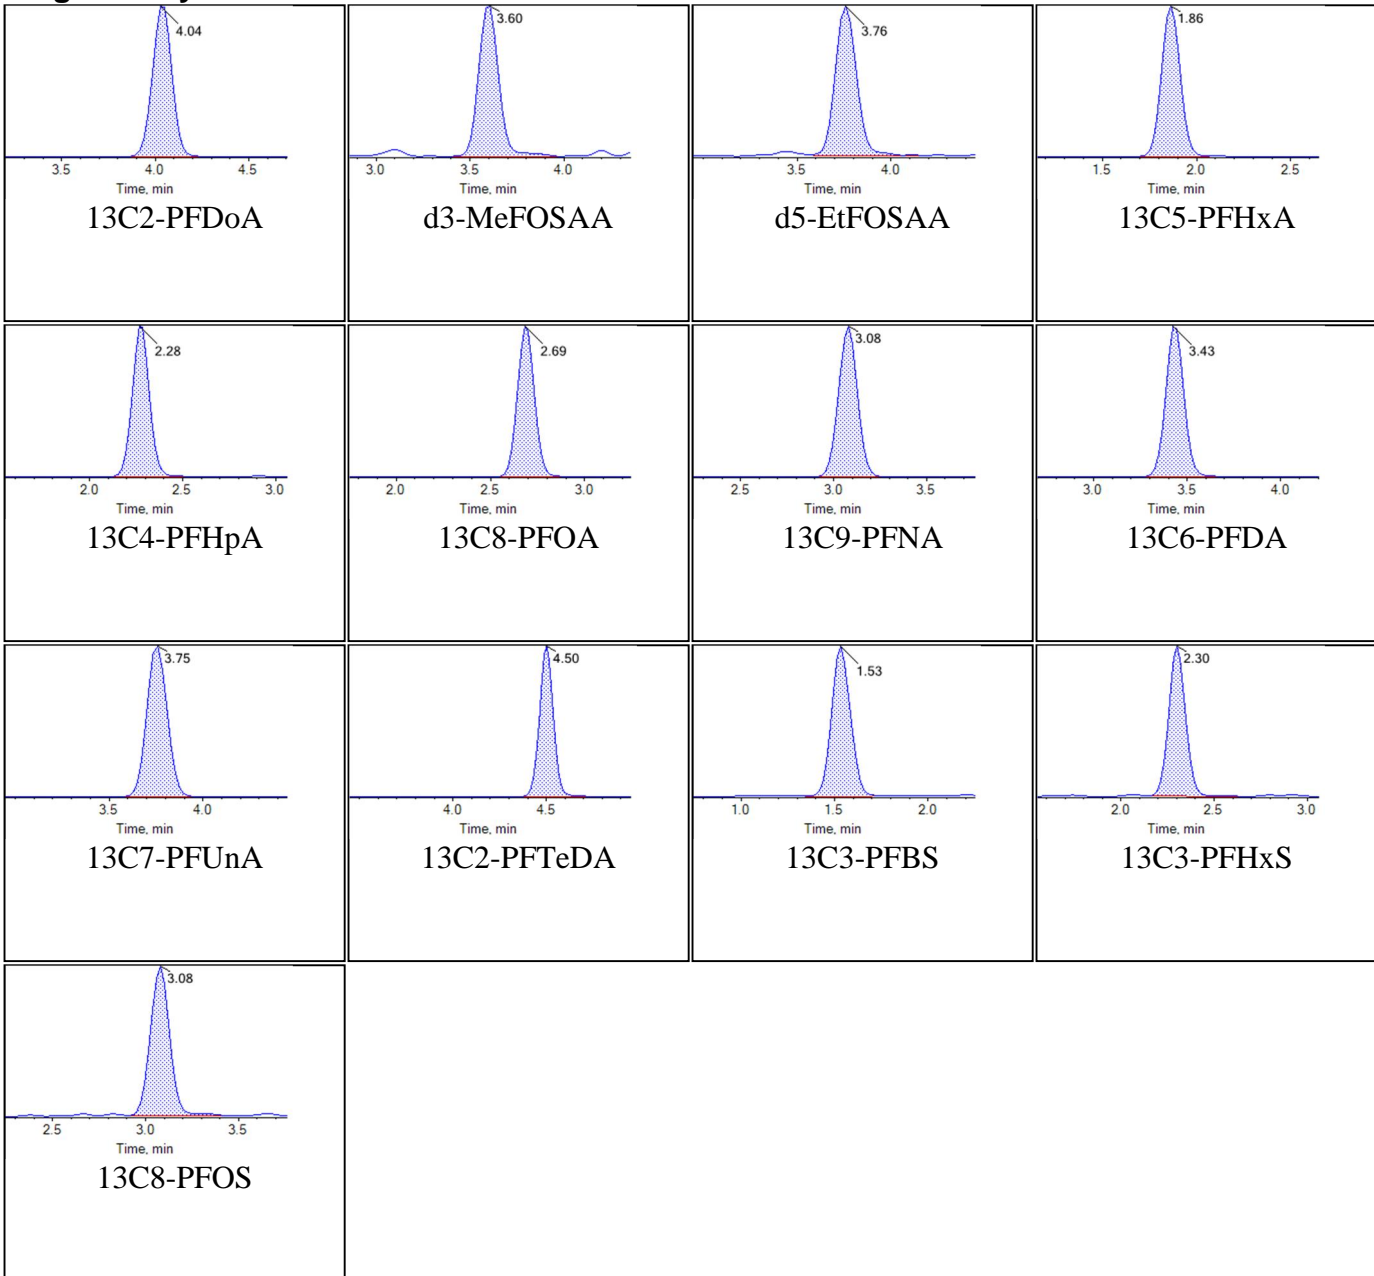 4.04
3.5 4.0 4.5
Time, min
13C2-PFDoA
3.60
3.0 3.5 4.0
Time, min
d3-MeFOSAA
3.76
3.5 4.0
Time, min
d5-EtFOSAA
1.86
1.5 2.0 2.5
Time, min
13C5-PFHxA
2.28
2.0 2.5 3.0
Time, min
13C4-PFHpA
2.69
2.0 2.5 3.0
Time, min
13C8-PFOA
3.08
2.5 3.0 3.5
Time, min
13C9-PFNA
3.43
3.0 3.5 4.0
Time, min
13C6-PFDA
3.75
3.5 4.0
Time, min
13C7-PFUnA
4.50
4.0 4.5
Time, min
13C2-PFTeDA
1.53
1.0 1.5 2.0
Time, min
13C3-PFBS
2.30
2.0 2.5 3.0
Time, min
13C3-PFHxS
3.08
2.5 3.0 3.5
Time, min
13C8-PFOS